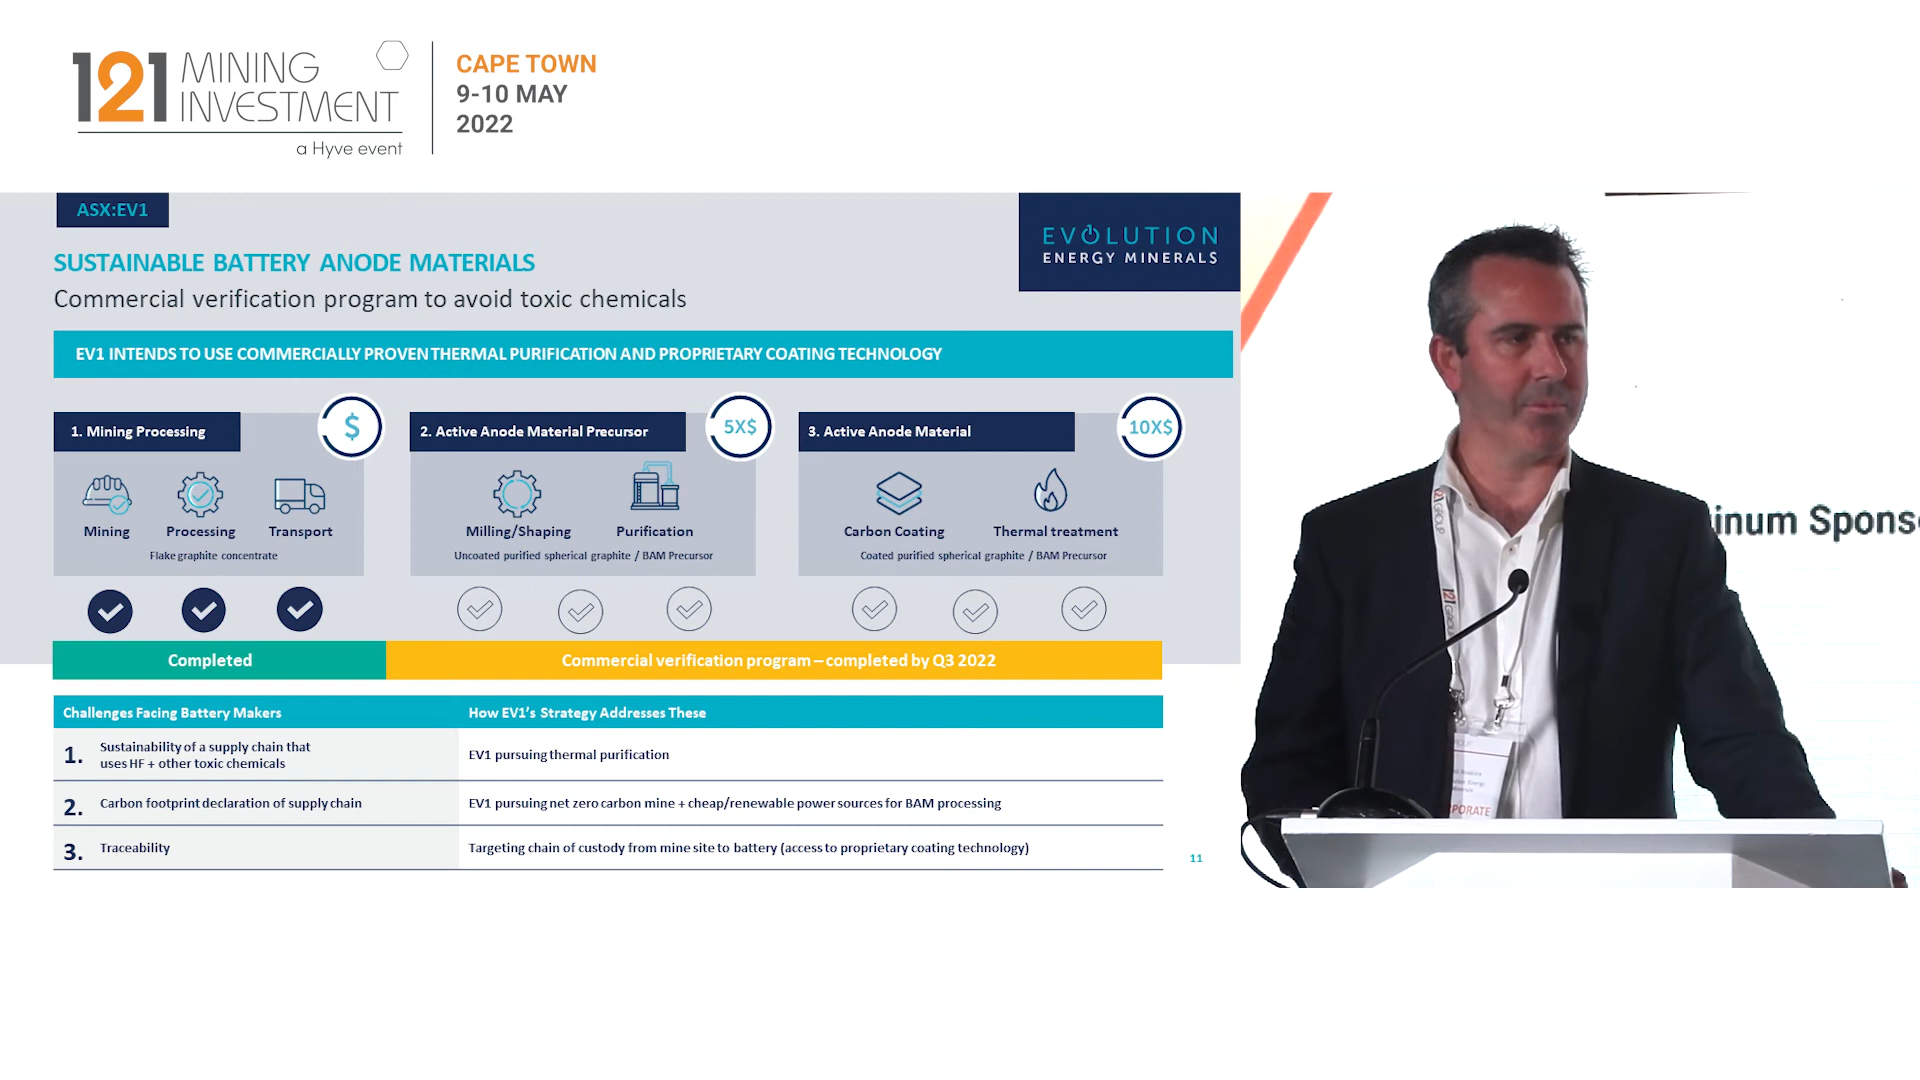 121 MINING INVESTMENT
a Hyve event
CAPE TOWN
9-10 MAY
2022
ASX:EV1
EVOLUTION
ENERGY MINERALS
SUSTAINABLE BATTERY ANODE MATERIALS
Commercial verification program to avoid toxic chemicals
EV1 INTENDS TO USE COMMERCIALLY PROVEN THERMAL PURIFICATION AND PROPRIETARY COATING TECHNOLOGY
1. Mining Processing
$
Mining
Processing
Transport
Flake graphite concentrate
2. Active Anode Material Precursor
5X$
Milling/Shaping
Purification
Uncoated purified spherical graphite / BAM Precursor
3. Active Anode Material
10X$
Carbon Coating
Thermal treatment
Coated purified spherical graphite / BAM Precursor
Completed
Commercial verification program – completed by Q3 2022
Challenges Facing Battery Makers
How EV1's Strategy Addresses These
1. Sustainability of a supply chain that
uses HF + other toxic chemicals
EV1 pursuing thermal purification
2. Carbon footprint declaration of supply chain
EV1 pursuing net zero carbon mine + cheap/renewable power sources for BAM processing
3. Traceability
Targeting chain of custody from mine site to battery (access to proprietary coating technology)
11
inum Spons
121 GROUP
PORATE